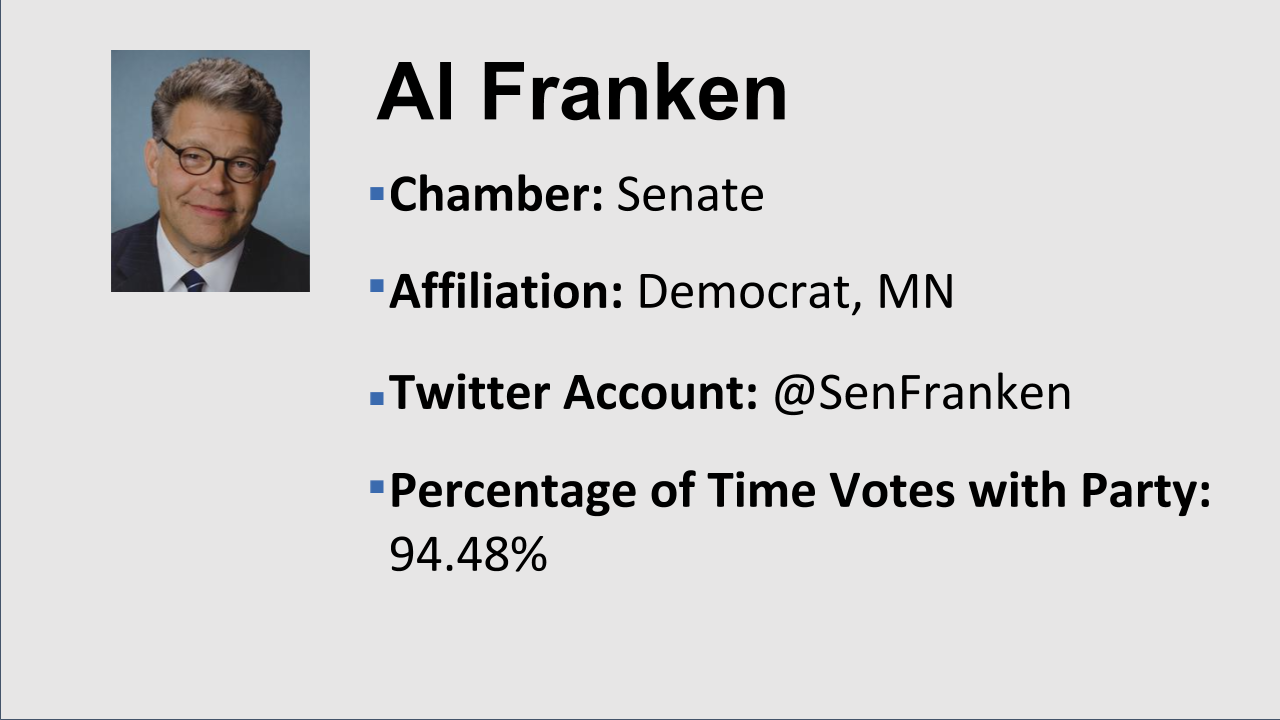 Al Franken
Chamber: Senate
Affiliation: Democrat, MN
Twitter Account: @SenFranken
Percentage of Time Votes with Party:
94.48%